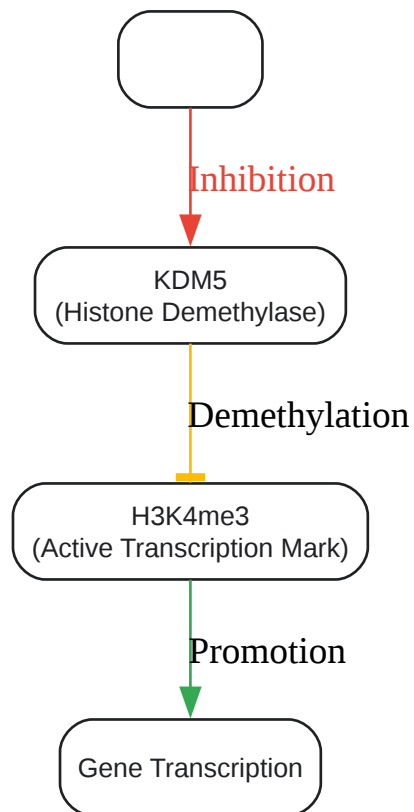 Inhibition
KDM5
(Histone Demethylase)
Demethylation
H3K4me3
(Active Transcription Mark)
Promotion
Gene Transcription